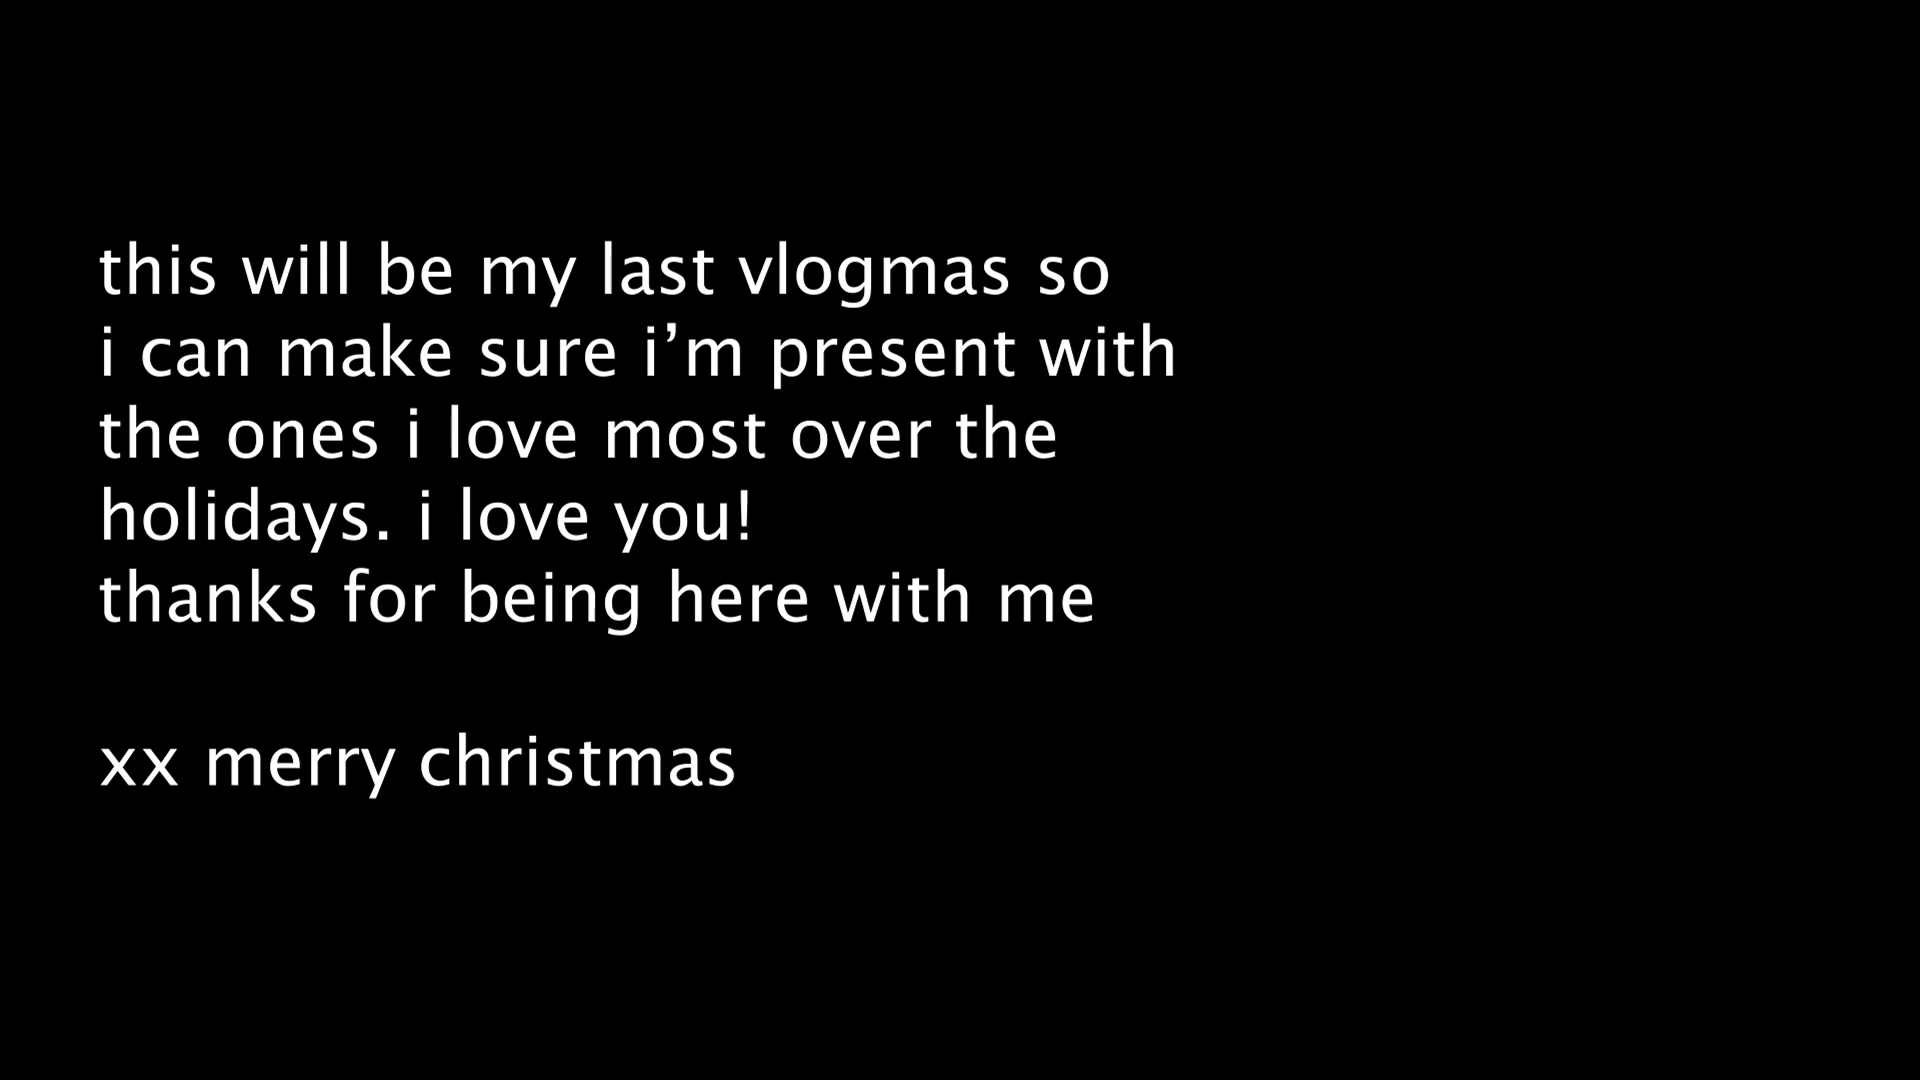 this will be my last vlogmas so
i can make sure i’m present with
the ones i love most over the
holidays. i love you!
thanks for being here with me
xx merry christmas